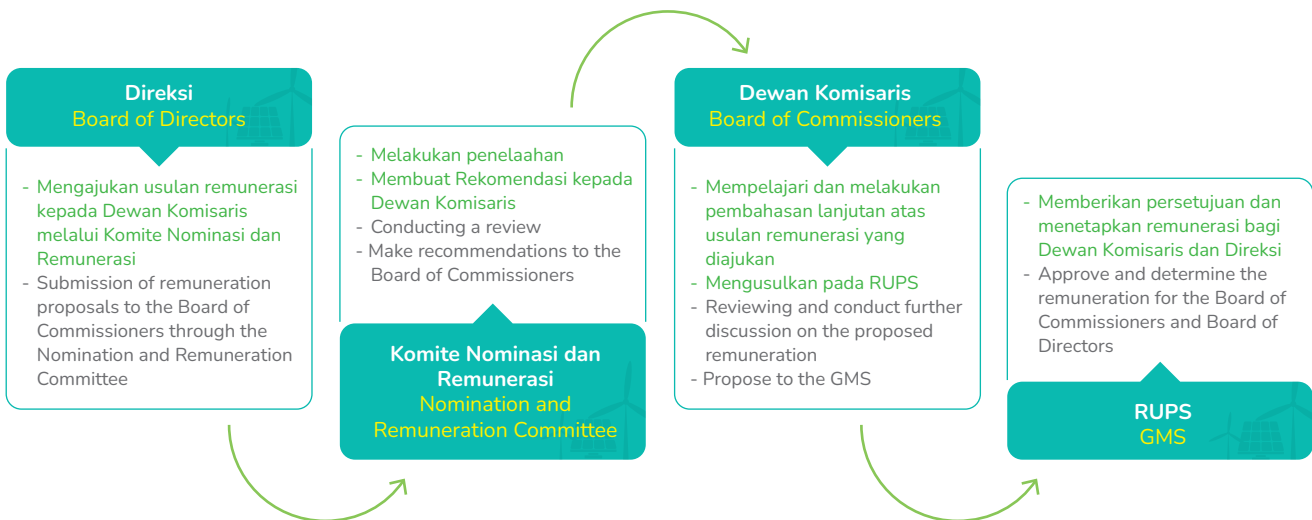 Direksi
Board of Directors
- Mengajukan usulan remunerasi
kepada Dewan Komisaris
melalui Komite Nominasi dan
Remunerasi
- Submission of remuneration
proposals to the Board of
Commissioners through the
Nomination and Remuneration
Committee
- Melakukan penelaahan
- Membuat Rekomendasi kepada
Dewan Komisaris
- Conducting a review
- Make recommendations to the
Board of Commissioners
Komite Nominasi dan
Remunerasi
Nomination and
Remuneration Committee
Dewan Komisaris
Board of Commissioners
- Mempelajari dan melakukan
pembahasan lanjutan atas
usulan remunerasi yang
diajukan
- Mengusulkan pada RUPS
- Reviewing and conduct further
discussion on the proposed
remuneration
- Propose to the GMS
- Memberikan persetujuan dan
menetapkan remunerasi bagi
Dewan Komisaris dan Direksi
- Approve and determine the
remuneration for the Board of
Commissioners and Board of
Directors
RUPS
GMS